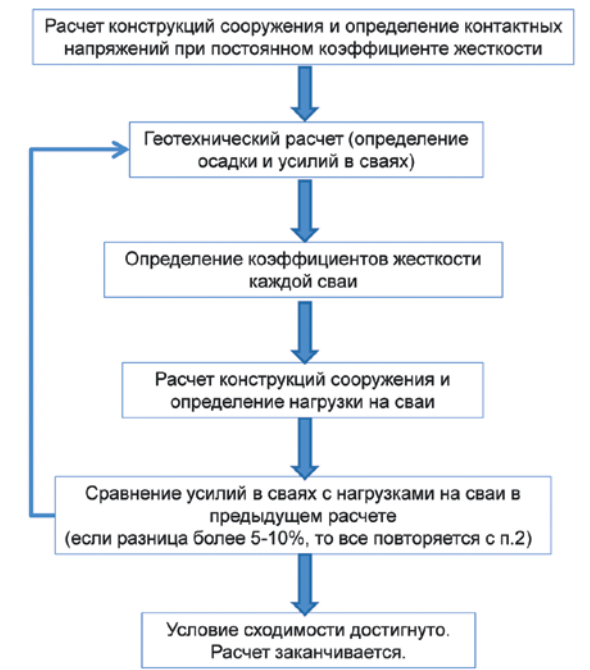 Расчет конструкций сооружения и определение контактных
напряжений при постоянном коэффициенте жесткости
Геотехнический расчет (определение
осадки и усилий в сваях)
Определение коэффициентов жесткости
каждой сваи
Расчет конструкций сооружения и
определение нагрузки на сваи
Сравнение усилий в сваях с нагрузками на сваи в
предыдущем расчете
(если разница более 5-10%, то все повторяется с п.2)
Условие сходимости достигнуто.
Расчет заканчивается.